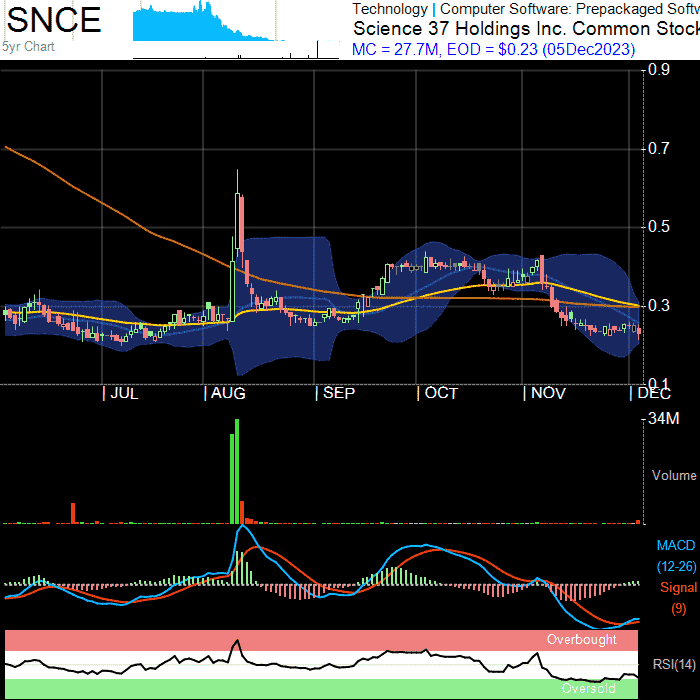 SNCE
5yr Chart
Technology | Computer Software: Prepackaged Softw
Science 37 Holdings Inc. Common Stock
MC = 27.7M, EOD = $0.23 (05Dec2023)
0.9
0.7
0.5
0.3
0.1
| JUL | AUG | SEP | OCT | NOV | DEC
34M
Volume
MACD
(12-26)
Signal
(9)
Overbought
RSI(14)
Oversold